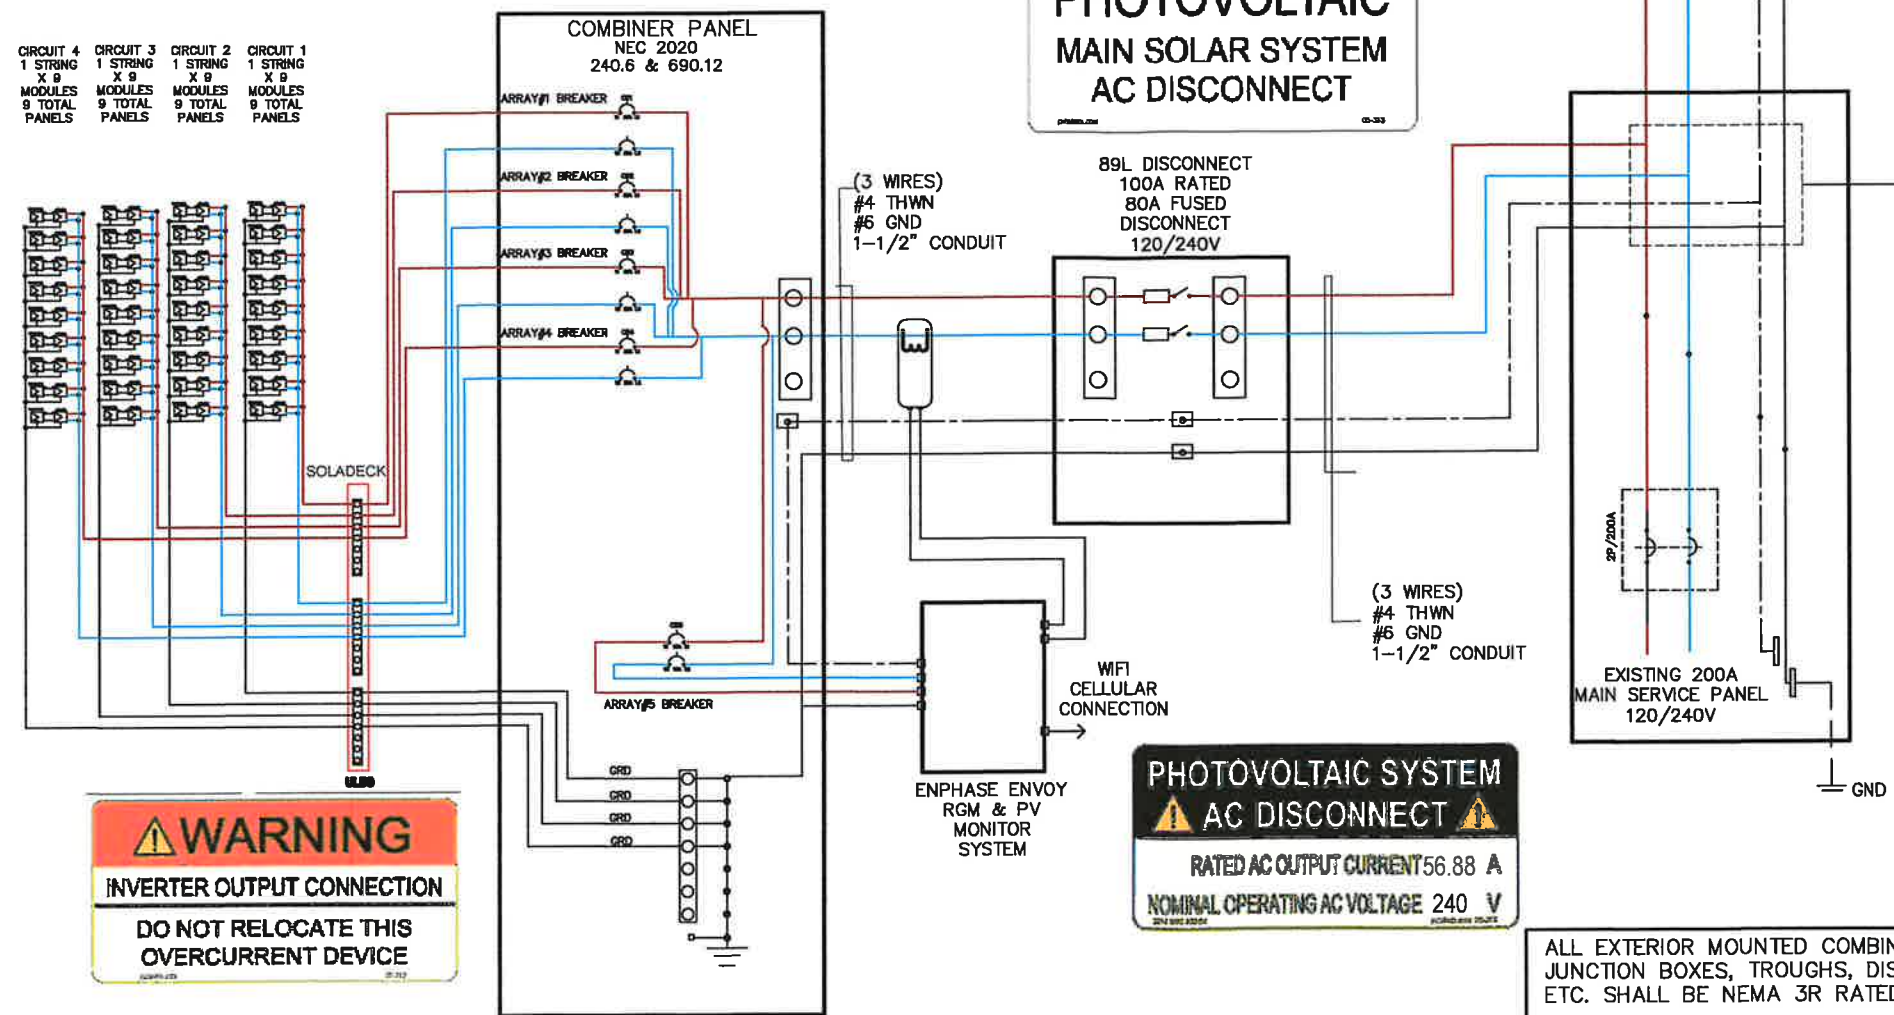 CIRCUIT 4
1 STRING
X 9
MODULES
9 TOTAL
PANELS
CIRCUIT 3
1 STRING
X 9
MODULES
9 TOTAL
PANELS
CIRCUIT 2
1 STRING
X 9
MODULES
9 TOTAL
PANELS
CIRCUIT 1
1 STRING
X 9
MODULES
9 TOTAL
PANELS
COMBINER PANEL
NEC 2020
240.6 & 690.12
ARRAY#1 BREAKER
ARRAY#2 BREAKER
ARRAY#3 BREAKER
ARRAY#4 BREAKER
SOLADECK
ARRAY#5 BREAKER
GRD
GRD
GRD
GRD
⚠WARNING
INVERTER OUTPUT CONNECTION
DO NOT RELOCATE THIS
OVERCURRENT DEVICE
(3 WIRES)
#4 THWN
#6 GND
1-1/2" CONDUIT
PHOTOVOLTAIC
MAIN SOLAR SYSTEM
AC DISCONNECT
89L DISCONNECT
100A RATED
80A FUSED
DISCONNECT
120/240V
WIFI
CELLULAR
CONNECTION
ENPHASE ENVOY
RGM & PV
MONITOR
SYSTEM
(3 WIRES)
#4 THWN
#6 GND
1-1/2" CONDUIT
2P/200A
EXISTING 200A
MAIN SERVICE PANEL
120/240V
GND
PHOTOVOLTAIC SYSTEM
⚠ AC DISCONNECT ⚠
RATED AC OUTPUT CURRENT 56.88 A
NOMINAL OPERATING AC VOLTAGE 240 V
ALL EXTERIOR MOUNTED COMBIN
JUNCTION BOXES, TROUGHS, DIS
ETC. SHALL BE NEMA 3R RATED